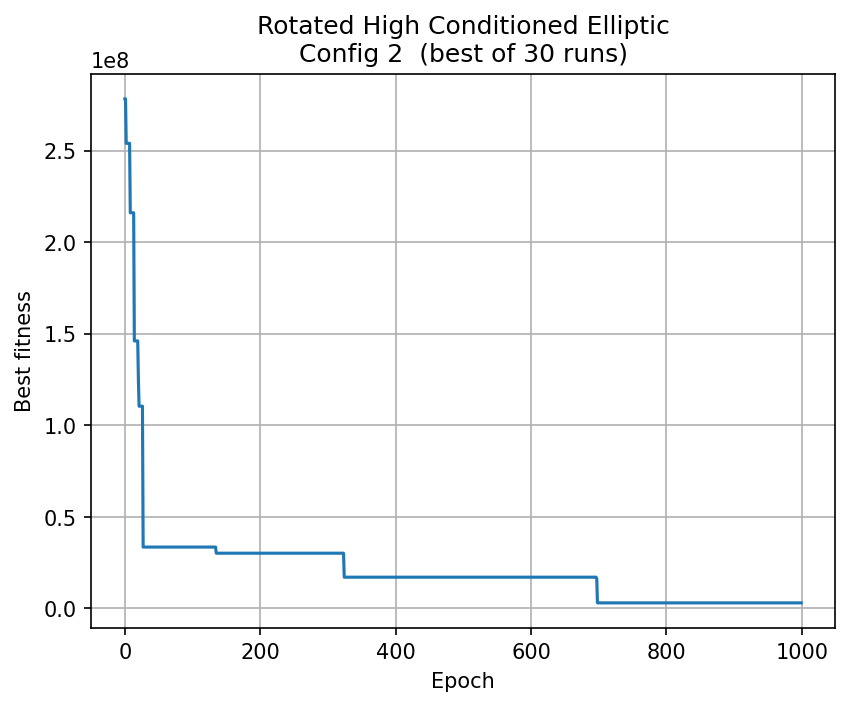 Rotated High Conditioned Elliptic
Config 2  (best of 30 runs)
1e8
2.5
2.0
1.5
1.0
0.5
0.0
Best fitness
0 200 400 600 800 1000
Epoch